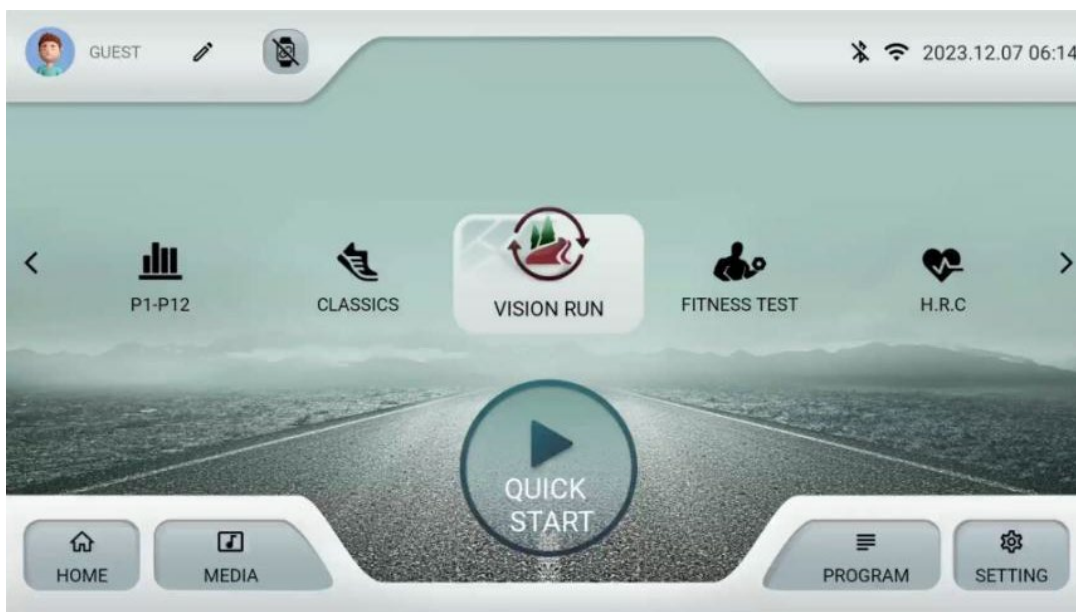 GUEST
2023.12.07 06:14
P1-P12
CLASSICS
VISION RUN
FITNESS TEST
H.R.C
QUICK
START
HOME
MEDIA
PROGRAM
SETTING